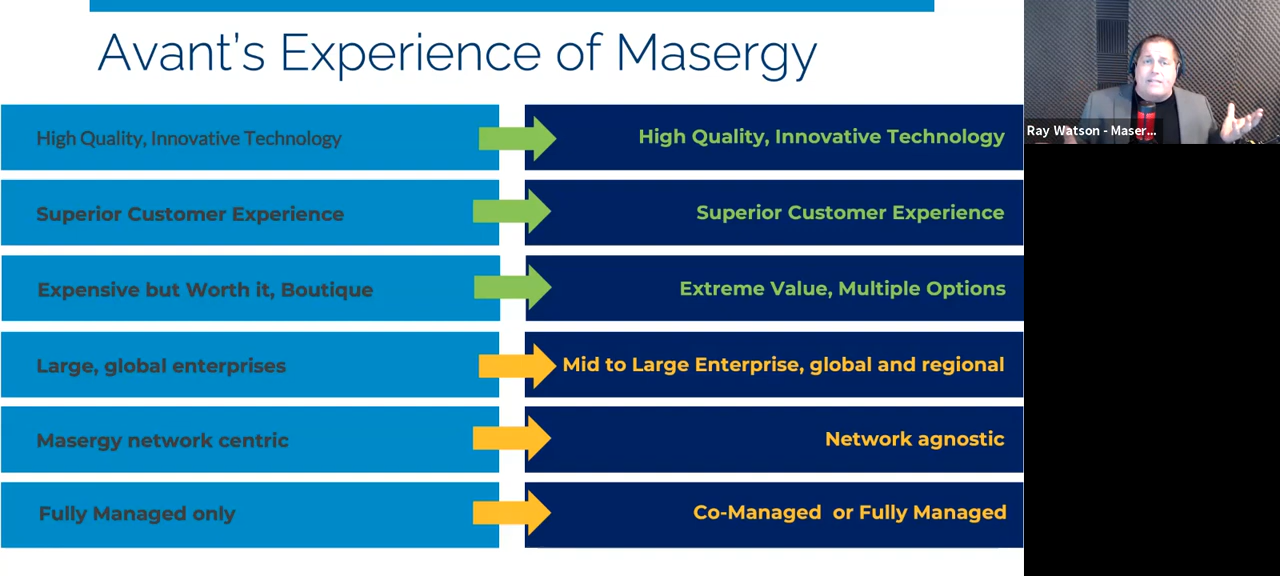 Avant's Experience of Masergy
High Quality, Innovative Technology
High Quality, Innovative Technology
Superior Customer Experience
Superior Customer Experience
Expensive but Worth it, Boutique
Extreme Value, Multiple Options
Large, global enterprises
Mid to Large Enterprise, global and regional
Masergy network centric
Network agnostic
Fully Managed only
Co-Managed  or Fully Managed
Ray Watson - Maser...